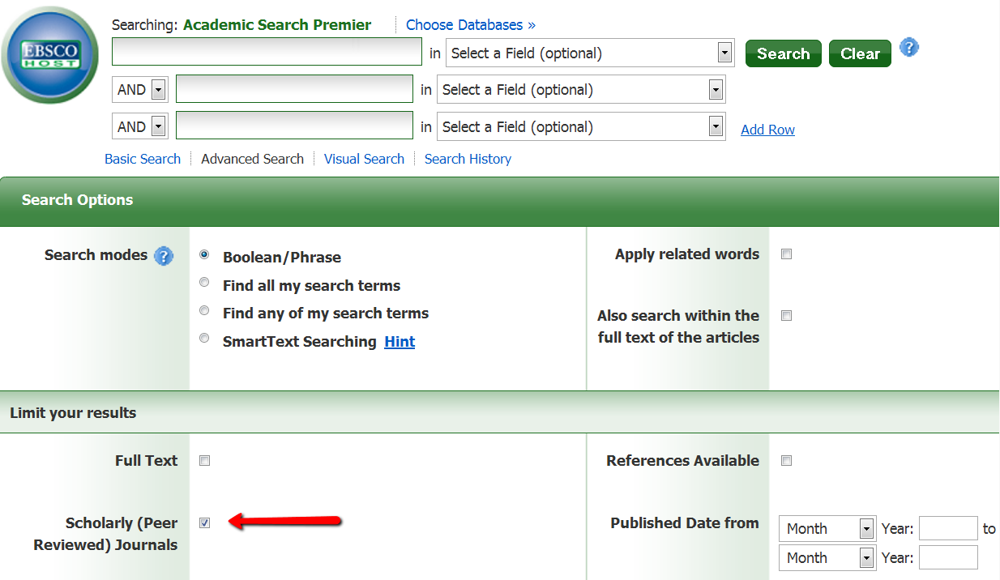 Searching: Academic Search Premier Choose Databases »
EBSCO
HOST
in Select a Field (optional) Search Clear ?
AND in Select a Field (optional)
AND in Select a Field (optional) Add Row
Basic Search Advanced Search Visual Search Search History
Search Options
Search modes ?
Boolean/Phrase
Find all my search terms
Find any of my search terms
SmartText Searching Hint
Apply related words
Also search within the
full text of the articles
Limit your results
Full Text
References Available
Scholarly (Peer
Reviewed) Journals
Published Date from
Month Year: to
Month Year: